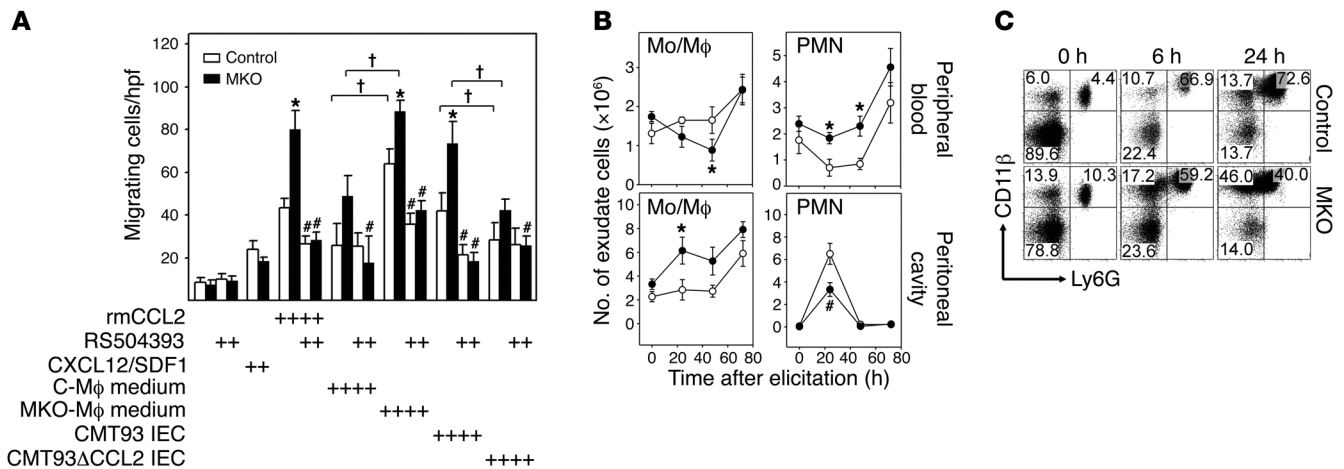 A
Migrating cells/hpf
120
100
80
60
40
20
Control
MKO
†
†
†
†
*
*
*
#
#
#
#
#
#
#
#
rmCCL2 ++++
RS504393 ++ ++ ++ ++ ++ ++
CXCL12/SDF1 ++
C-Mϕ medium ++++
MKO-Mϕ medium ++++
CMT93 IEC ++++
CMT93ΔCCL2 IEC ++++
B
No. of exudate cells (×10⁶)
Mo/Mϕ
3
2
1
0
*
PMN
5
4
3
2
1
0
*
*
Peripheral
blood
Mo/Mϕ
10
8
6
4
2
0
*
PMN
10
8
6
4
2
0
#
Peritoneal
cavity
0 20 40 60 80
0 20 40 60 80
Time after elicitation (h)
C
0 h 6 h 24 h
6.0 4.4 10.7 66.9 13.7 72.6
89.6 22.4 13.7
Control
13.9 10.3 17.2 59.2 46.0 40.0
78.8 23.6 14.0
MKO
CD11β
Ly6G